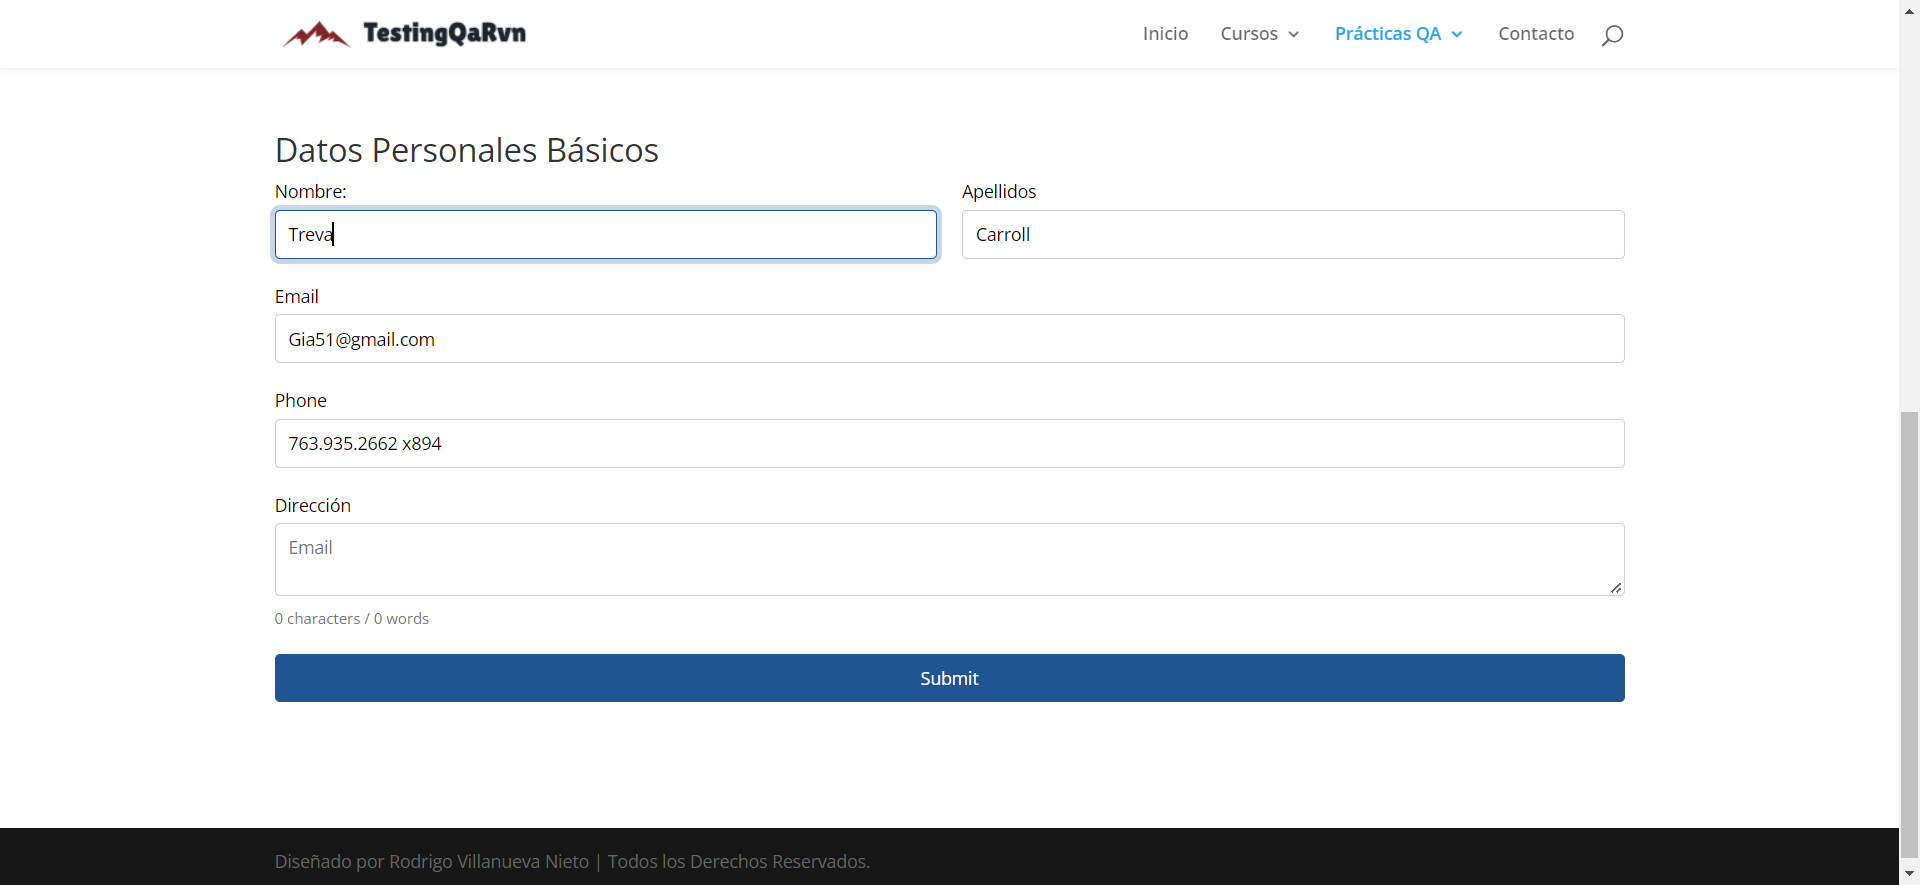 TestingQaRvn
Inicio Cursos Prácticas QA Contacto
Datos Personales Básicos
Nombre: Apellidos
Treva Carroll
Email
Gia51@gmail.com
Phone
763.935.2662 x894
Dirección
Email
0 characters / 0 words
Submit
Diseñado por Rodrigo Villanueva Nieto | Todos los Derechos Reservados.